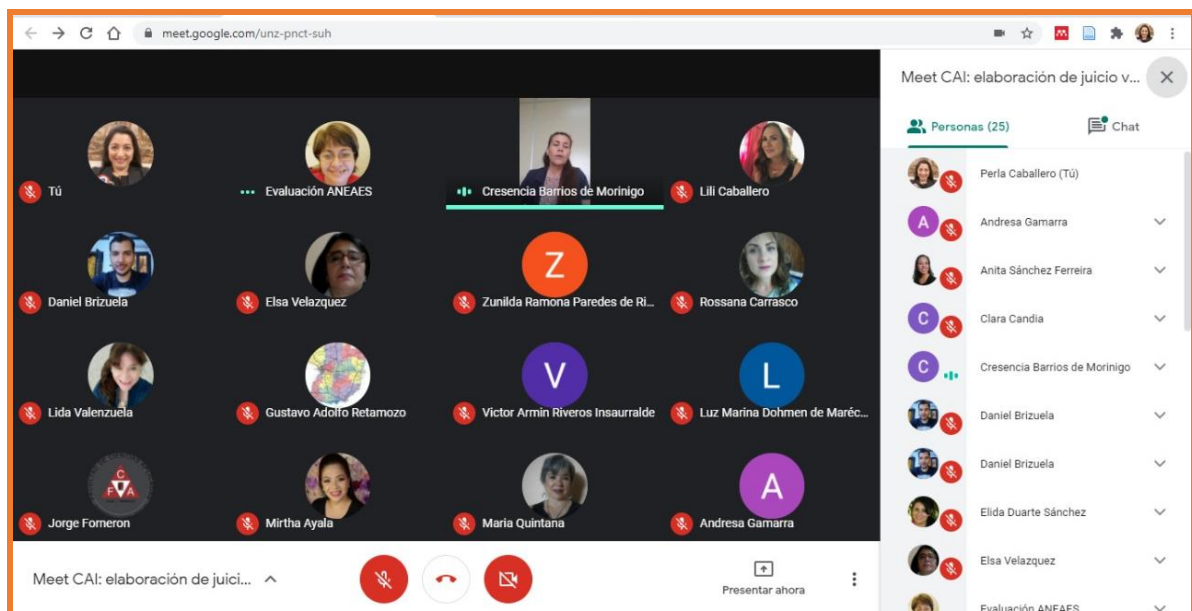 meet.google.com/unz-pnct-suh
Meet CAI: elaboración de juicio v...
Personas (25)
Chat
Tú
Evaluación ANEAES
Cresencia Barrios de Morinigo
Lili Caballero
Daniel Brizuela
Elsa Velazquez
Z
Zunilda Ramona Paredes de Ri...
Rossana Carrasco
Lida Valenzuela
Gustavo Adolfo Retamozo
V
Victor Armin Riveros Insaurralde
L
Luz Marina Dohmen de Maréc...
C
F A
Jorge Forneron
Mirtha Ayala
Maria Quintana
A
Andresa Gamarra
Perla Caballero (Tú)
A
Andresa Gamarra
Anita Sánchez Ferreira
C
Clara Candia
C
Cresencia Barrios de Morinigo
Daniel Brizuela
Daniel Brizuela
Elida Duarte Sánchez
Elsa Velazquez
Evaluación ANEAES
Meet CAI: elaboración de juici...
Presentar ahora